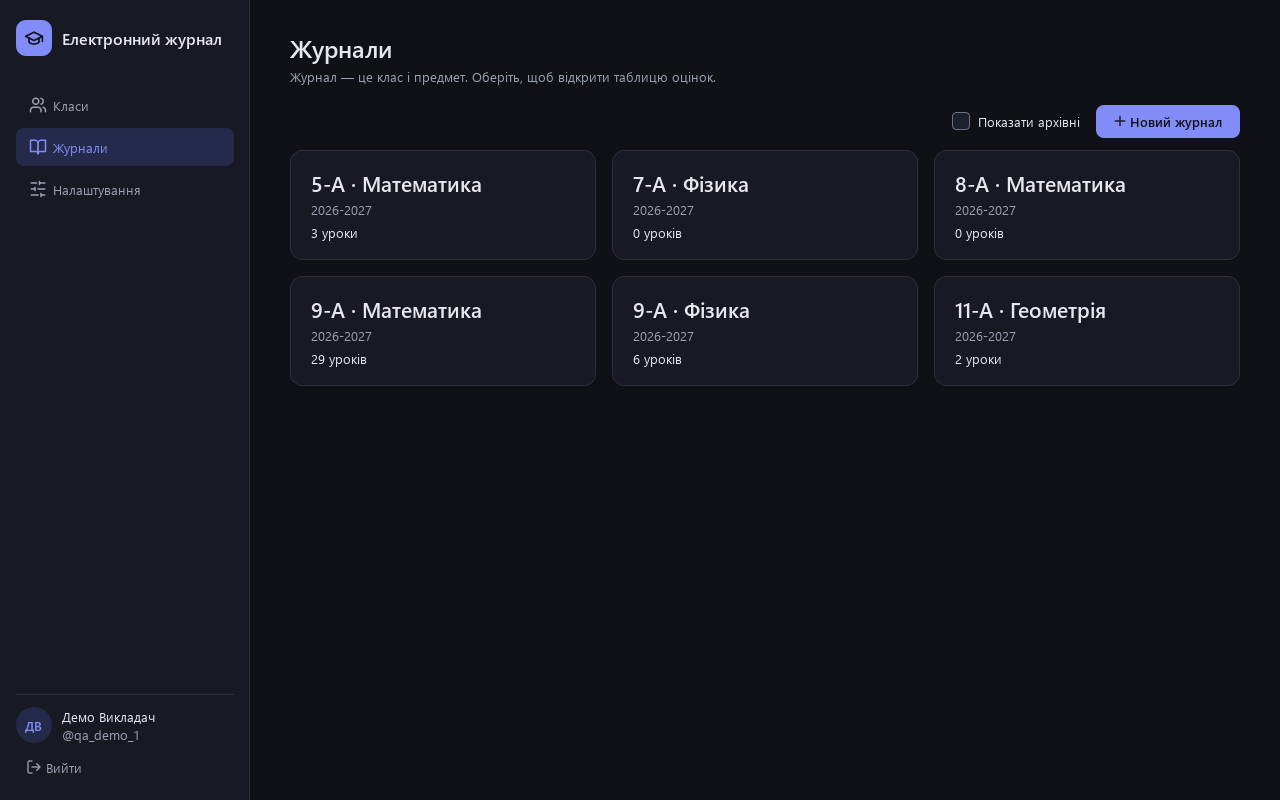 Електронний журнал
Класи
Журнали
Налаштування
Демо Викладач
@qa_demo_1
ДВ
Вийти
Журнали
Журнал — це клас і предмет. Оберіть, щоб відкрити таблицю оцінок.
Показати архівні
Новий журнал
5-А · Математика
2026-2027
3 уроки
7-А · Фізика
2026-2027
0 уроків
8-А · Математика
2026-2027
0 уроків
9-А · Математика
2026-2027
29 уроків
9-А · Фізика
2026-2027
6 уроків
11-А · Геометрія
2026-2027
2 уроки